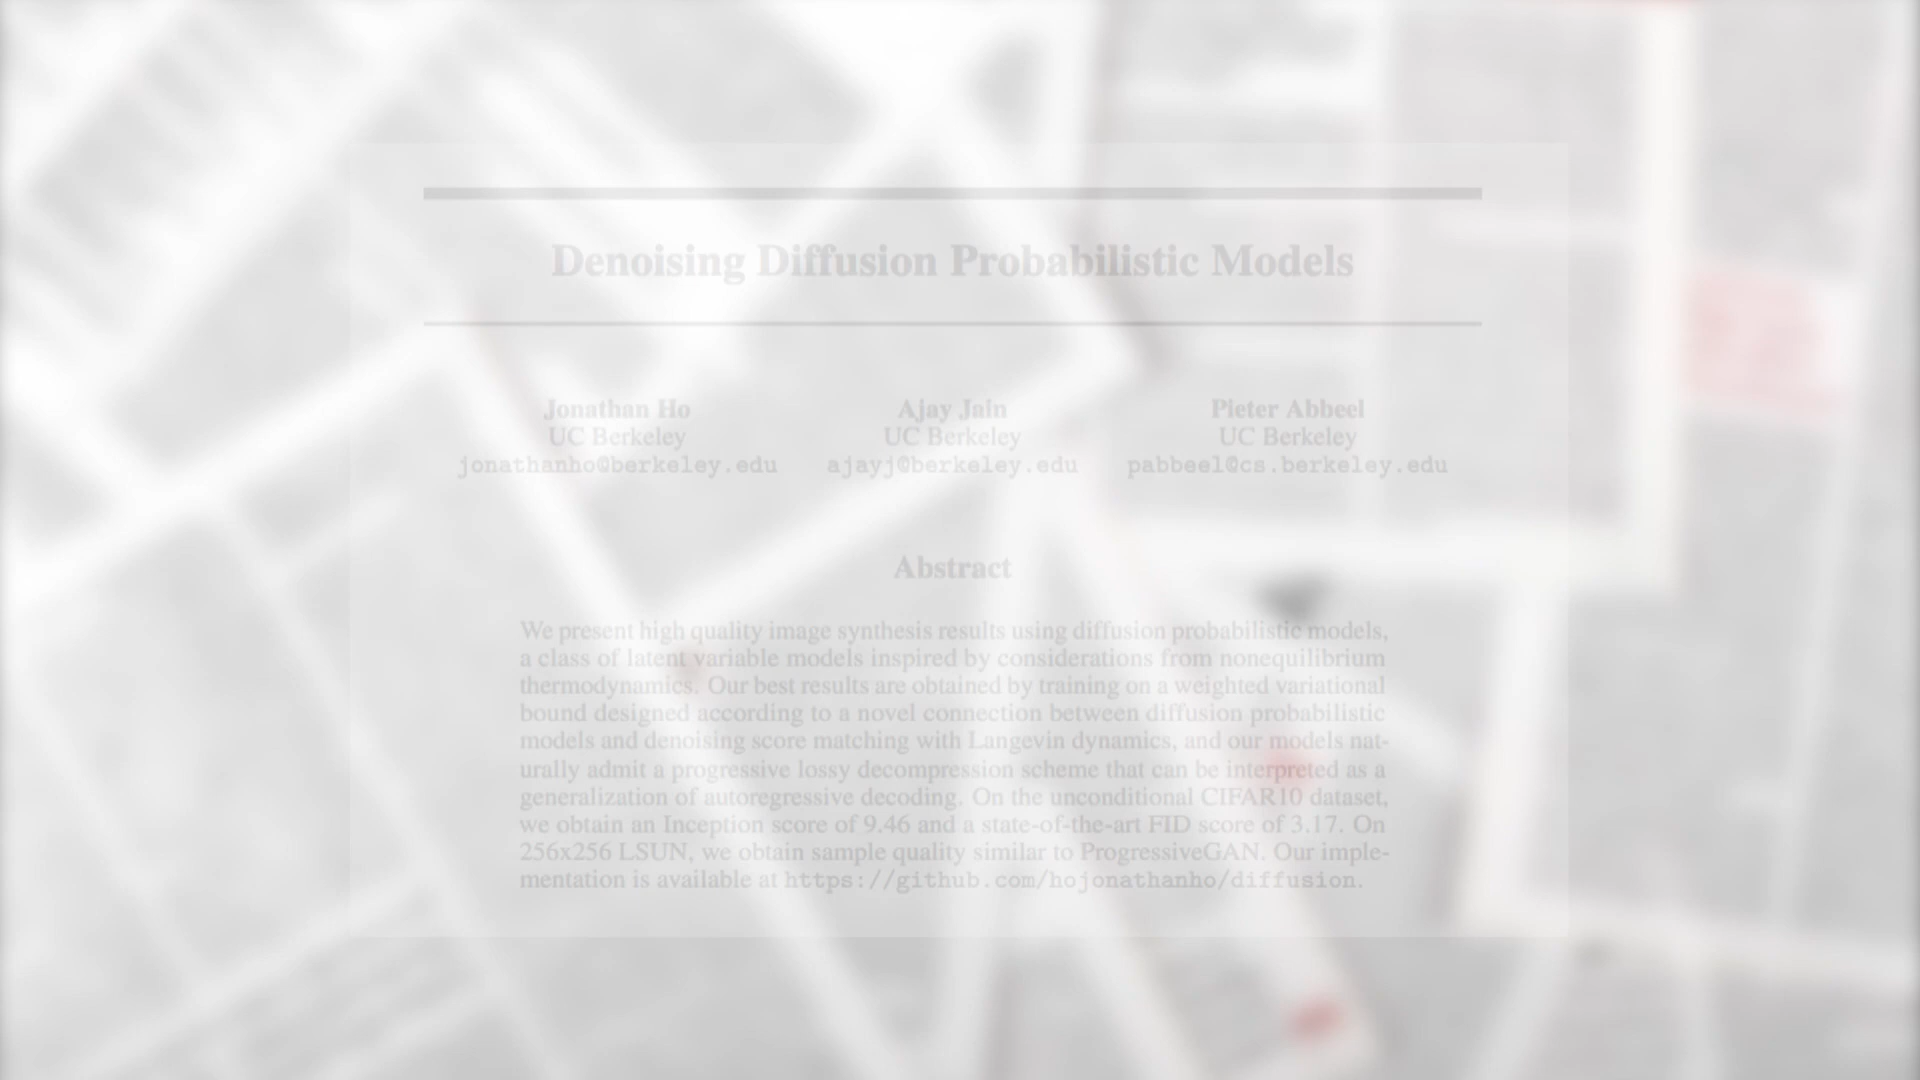 Denoising Diffusion Probabilistic Models
Jonathan Ho Ajay Jain Pieter Abbeel
UC Berkeley UC Berkeley UC Berkeley
jonathanho@berkeley.edu ajayj@berkeley.edu pabbeel@cs.berkeley.edu
Abstract
We present high quality image synthesis results using diffusion probabilistic models,
a class of latent variable models inspired by considerations from nonequilibrium
thermodynamics. Our best results are obtained by training on a weighted variational
bound designed according to a novel connection between diffusion probabilistic
models and denoising score matching with Langevin dynamics, and our models nat-
urally admit a progressive lossy decompression scheme that can be interpreted as a
generalization of autoregressive decoding. On the unconditional CIFAR10 dataset,
we obtain an Inception score of 9.46 and a state-of-the-art FID score of 3.17. On
256x256 LSUN, we obtain sample quality similar to ProgressiveGAN. Our imple-
mentation is available at https://github.com/hojonathanho/diffusion.